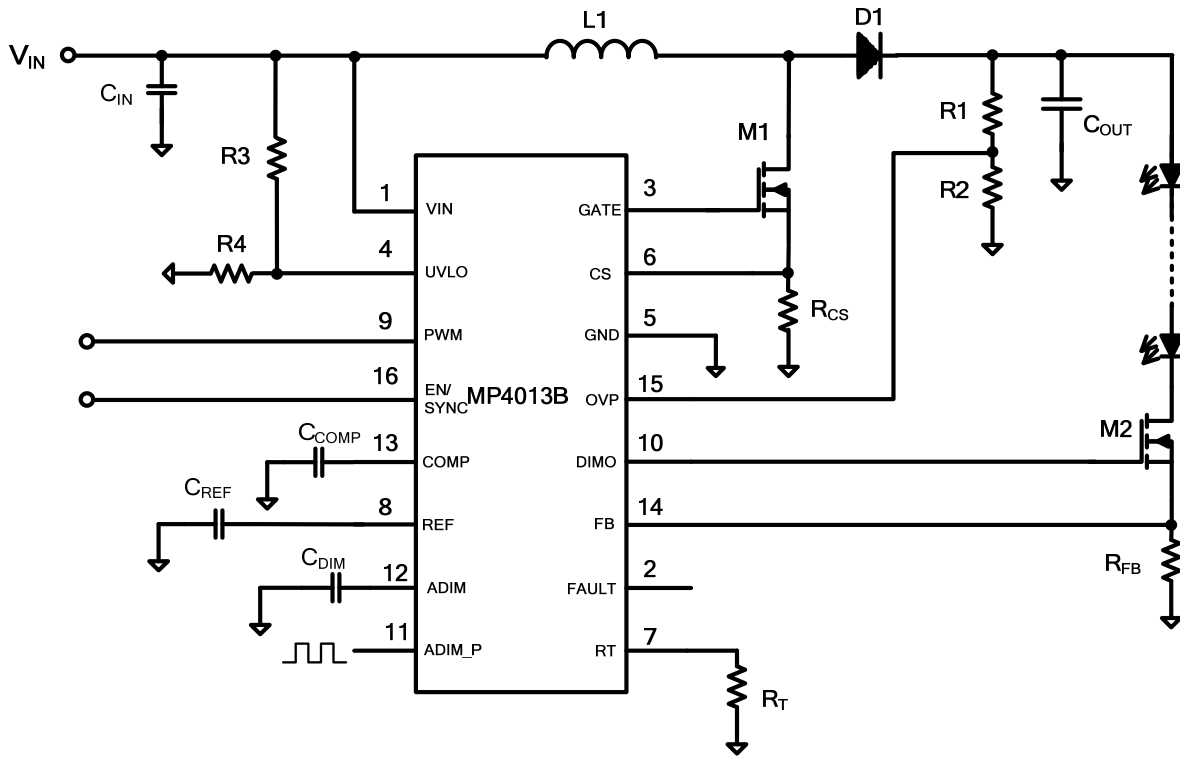 L1
D1
VIN
CIN
R1
COUT
M1
R3
R2
1
VIN
GATE
3
R4
4
UVLO
CS
6
RCS
9
PWM
GND
5
16
EN/
SYNC
MP4013B
OVP
15
CCOMP
13
COMP
DIMO
10
M2
CREF
8
REF
FB
14
CDIM
12
ADIM
FAULT
2
RFB
11
ADIM_P
RT
7
RT